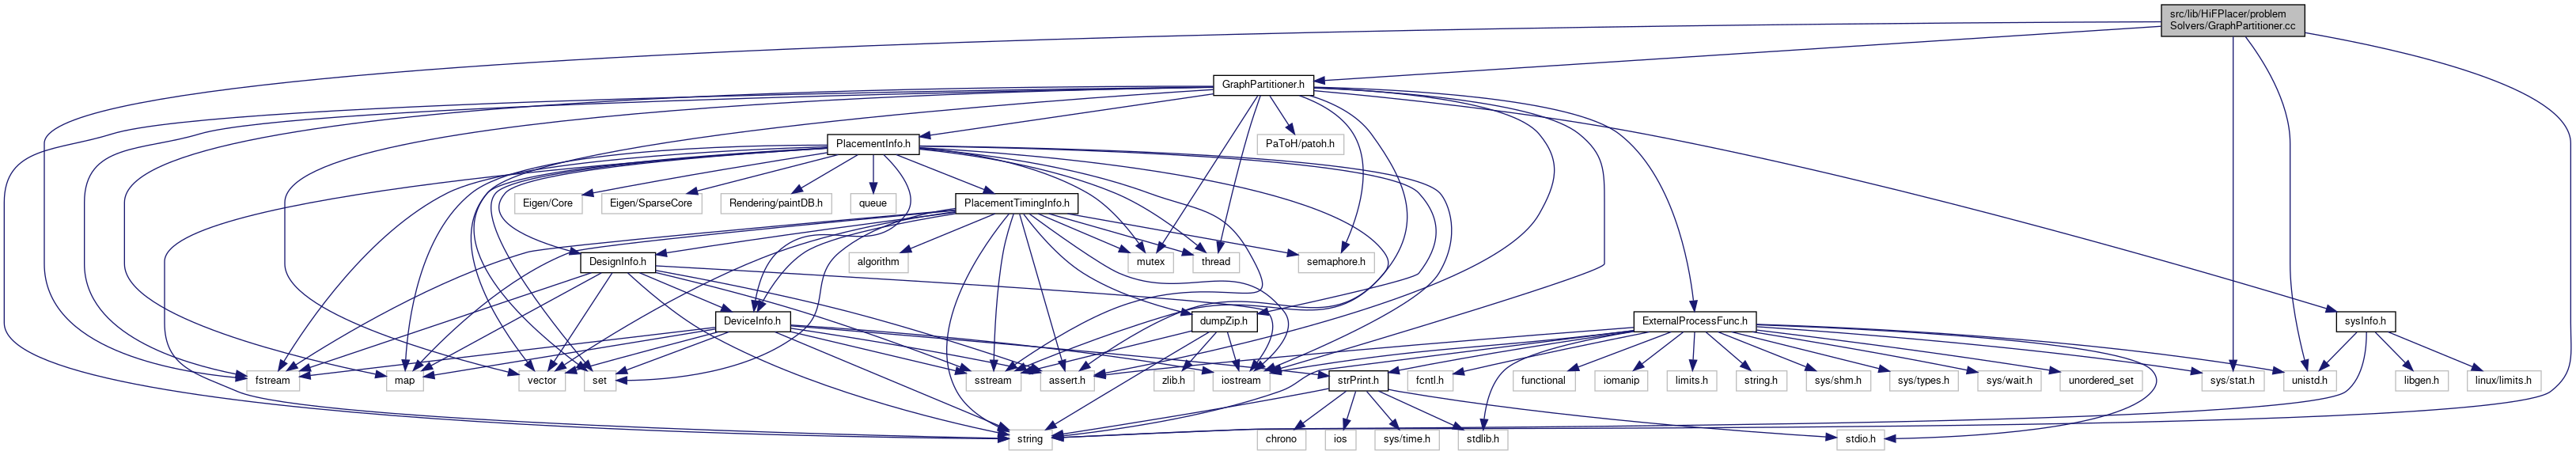 src/lib/HiFPlacer/problem
Solvers/GraphPartitioner.cc
GraphPartitioner.h
PlacementInfo.h
PaToH/patoh.h
Eigen/Core
Eigen/SparseCore
Rendering/paintDB.h
queue
PlacementTimingInfo.h
DesignInfo.h
algorithm
mutex
thread
semaphore.h
DeviceInfo.h
dumpZip.h
ExternalProcessFunc.h
sysInfo.h
fstream
map
vector
set
sstream
assert.h
zlib.h
iostream
strPrint.h
fcntl.h
functional
iomanip
limits.h
string.h
sys/shm.h
sys/types.h
sys/wait.h
unordered_set
sys/stat.h
unistd.h
libgen.h
linux/limits.h
string
chrono
ios
sys/time.h
stdlib.h
stdio.h